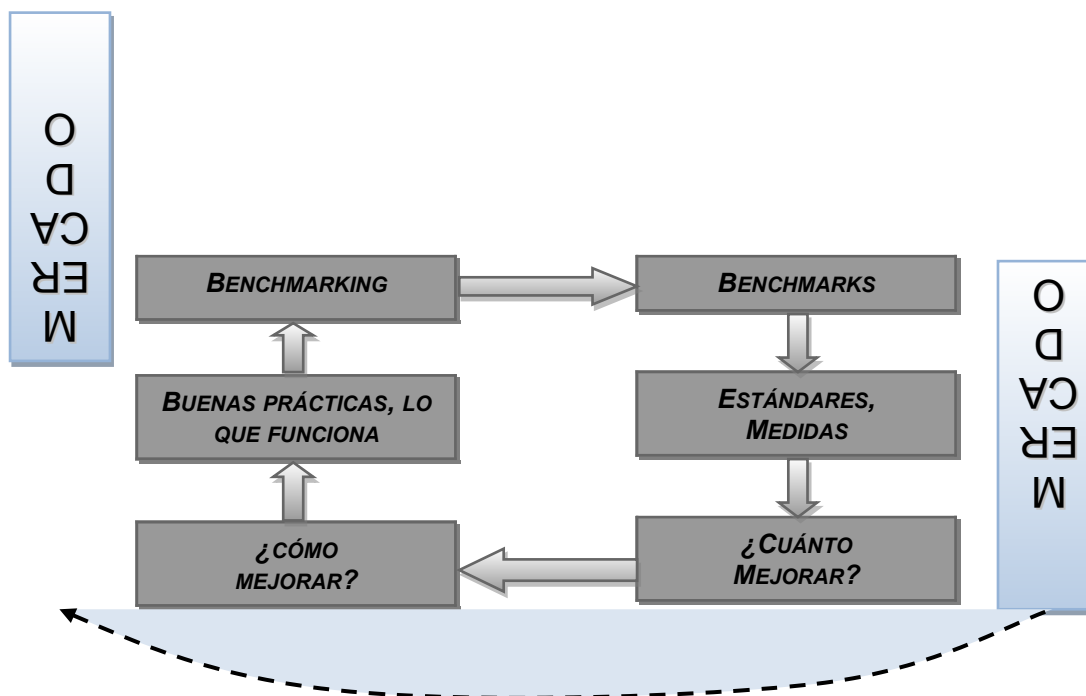 M
ER
CA
D
O
BENCHMARKING
BENCHMARKS
BUENAS PRÁCTICAS, LO
QUE FUNCIONA
ESTÁNDARES,
MEDIDAS
¿CÓMO
MEJORAR?
¿CUÁNTO
MEJORAR?
M
ER
CA
D
O